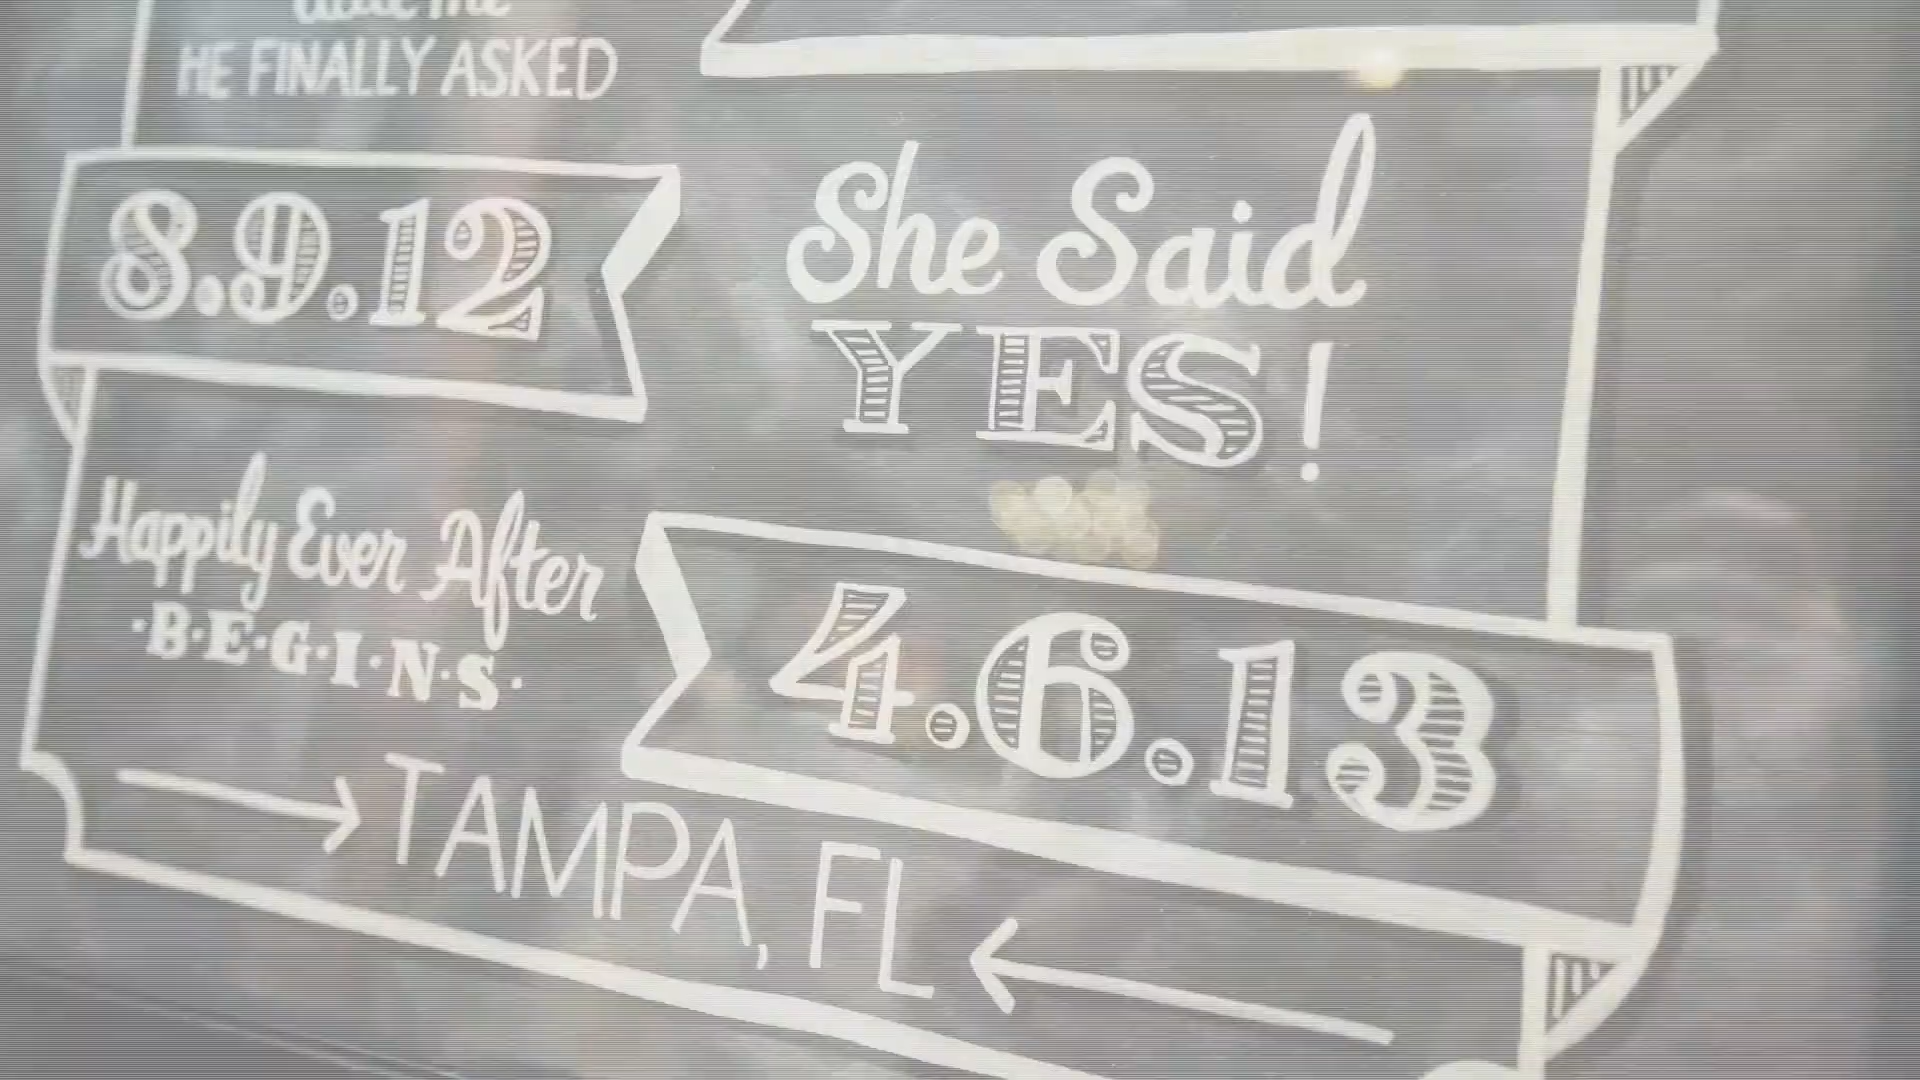 HE FINALLY ASKED
8.9.12
She Said
YES!
Happily Ever After
·B·E·G·I·N·S·
4.6.13
TAMPA, FL